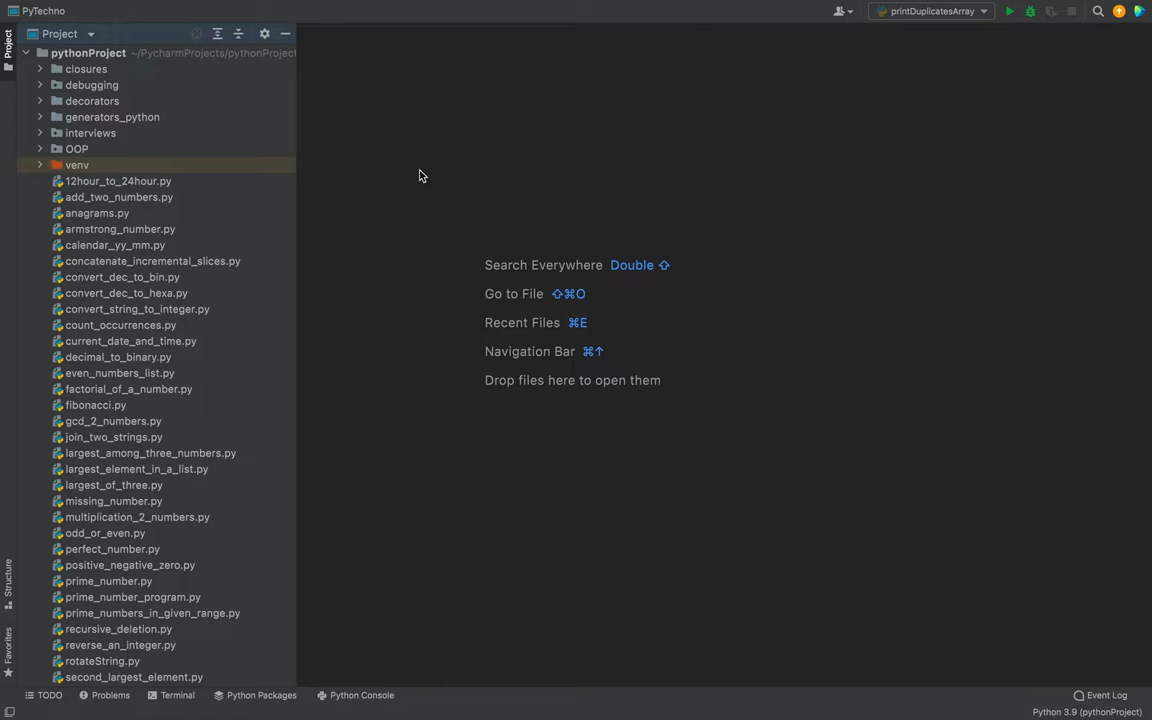 PyTechno
printDuplicatesArray
Project
Project
pythonProject ~/PycharmProjects/pythonProject
closures
debugging
decorators
generators_python
interviews
OOP
venv
12hour_to_24hour.py
add_two_numbers.py
anagrams.py
armstrong_number.py
calendar_yy_mm.py
concatenate_incremental_slices.py
convert_dec_to_bin.py
convert_dec_to_hexa.py
convert_string_to_integer.py
count_occurrences.py
current_date_and_time.py
decimal_to_binary.py
even_numbers_list.py
factorial_of_a_number.py
fibonacci.py
gcd_2_numbers.py
join_two_strings.py
largest_among_three_numbers.py
largest_element_in_a_list.py
largest_of_three.py
missing_number.py
multiplication_2_numbers.py
odd_or_even.py
perfect_number.py
positive_negative_zero.py
prime_number.py
prime_number_program.py
prime_numbers_in_given_range.py
recursive_deletion.py
reverse_an_integer.py
rotateString.py
second_largest_element.py
Search Everywhere Double ⇧
Go to File ⇧⌘O
Recent Files ⌘E
Navigation Bar ⌘↑
Drop files here to open them
Structure
Favorites
TODO Problems Terminal Python Packages Python Console Event Log
Python 3.9 (pythonProject)